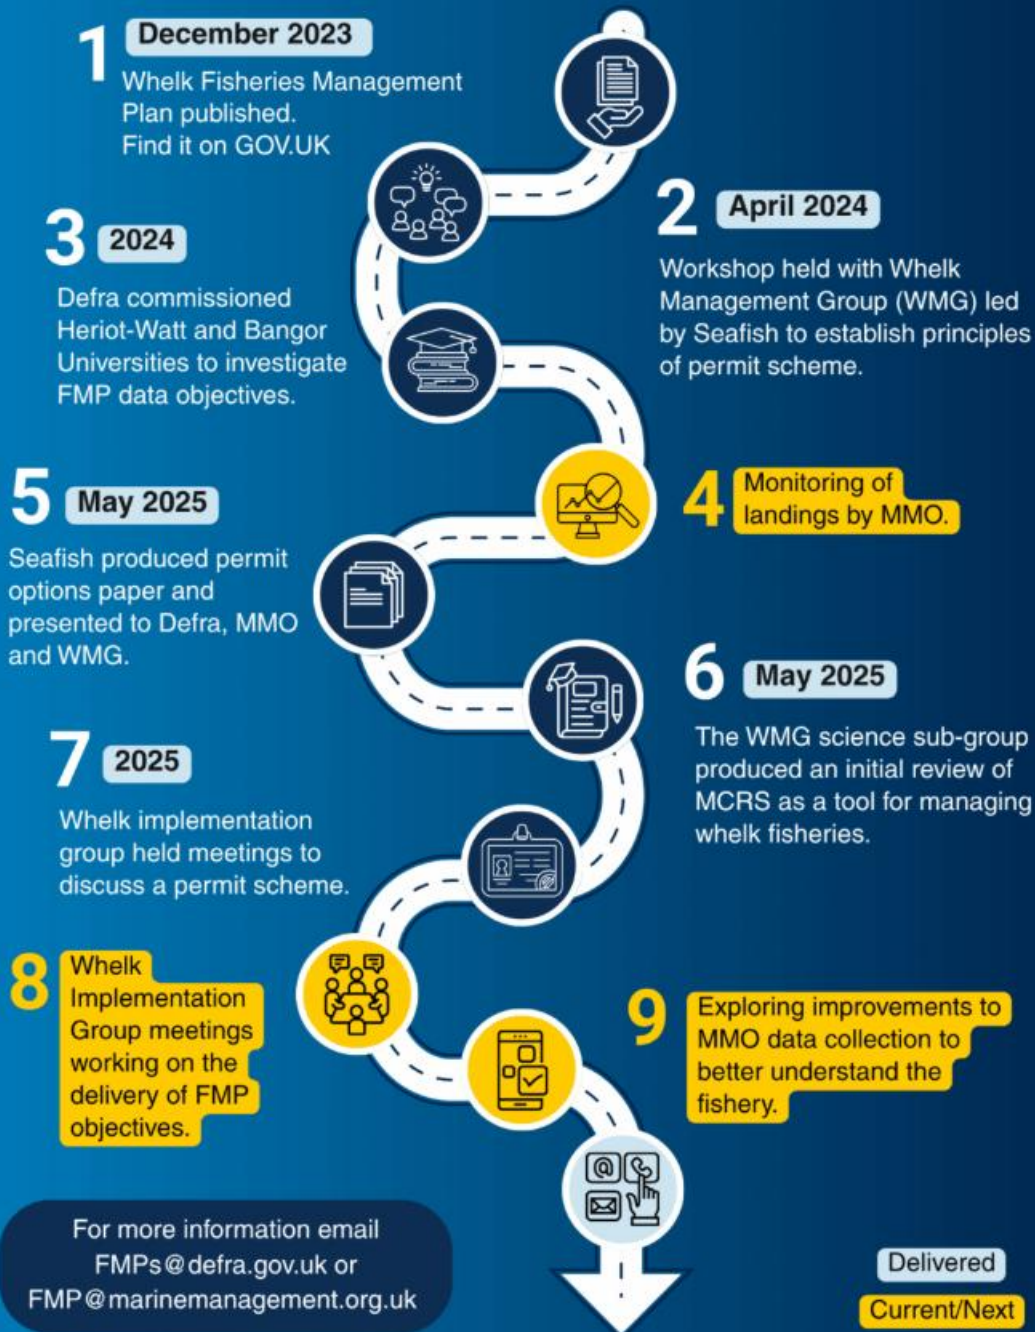 1
December 2023
Whelk Fisheries Management
Plan published.
Find it on GOV.UK
2
April 2024
Workshop held with Whelk
Management Group (WMG) led
by Seafish to establish principles
of permit scheme.
3
2024
Defra commissioned
Heriot-Watt and Bangor
Universities to investigate
FMP data objectives.
4
Monitoring of
landings by MMO.
5
May 2025
Seafish produced permit
options paper and
presented to Defra, MMO
and WMG.
6
May 2025
The WMG science sub-group
produced an initial review of
MCRS as a tool for managing
whelk fisheries.
7
2025
Whelk implementation
group held meetings to
discuss a permit scheme.
8
Whelk
Implementation
Group meetings
working on the
delivery of FMP
objectives.
9
Exploring improvements to
MMO data collection to
better understand the
fishery.
@
For more information email
FMPs@defra.gov.uk or
FMP@marinemanagement.org.uk
Delivered
Current/Next